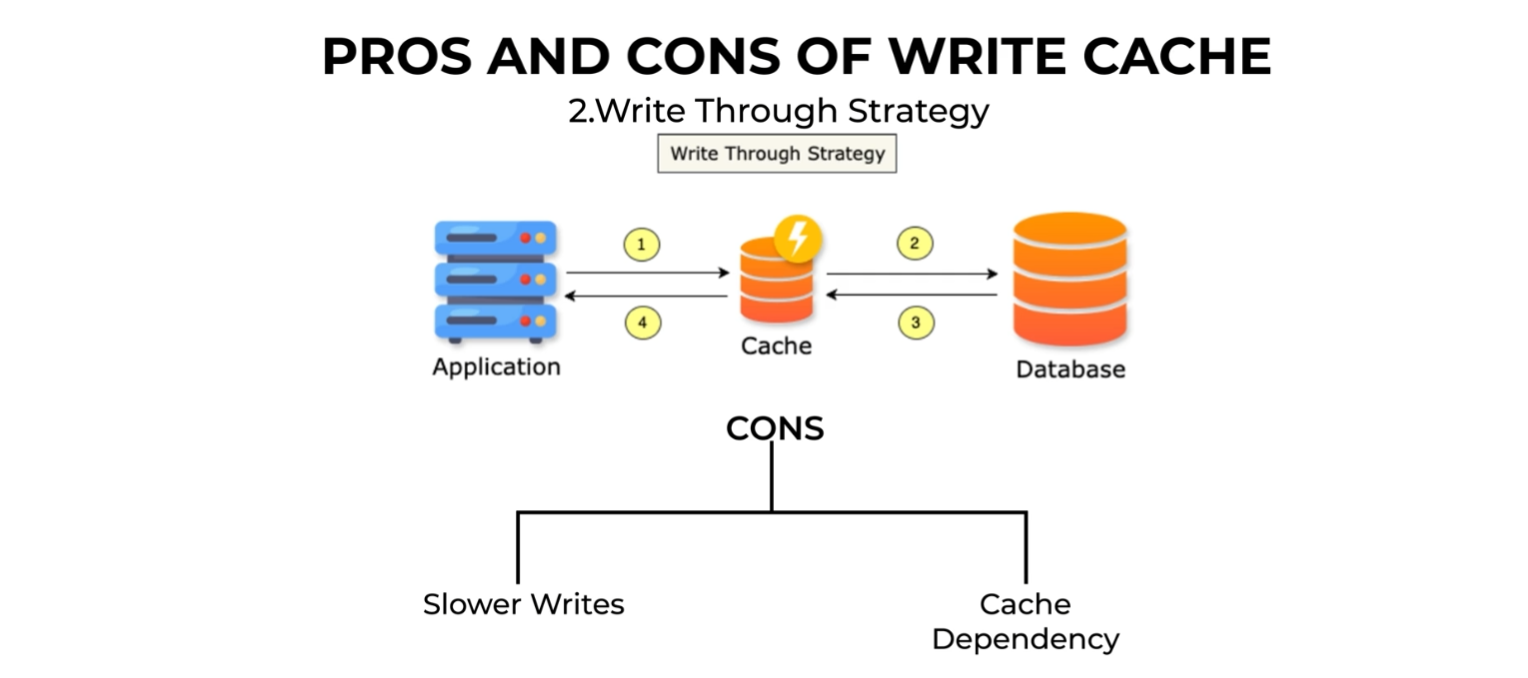 PROS AND CONS OF WRITE CACHE
2.Write Through Strategy
Write Through Strategy
1
2
4
3
Cache
Application
Database
CONS
Slower Writes
Cache
Dependency